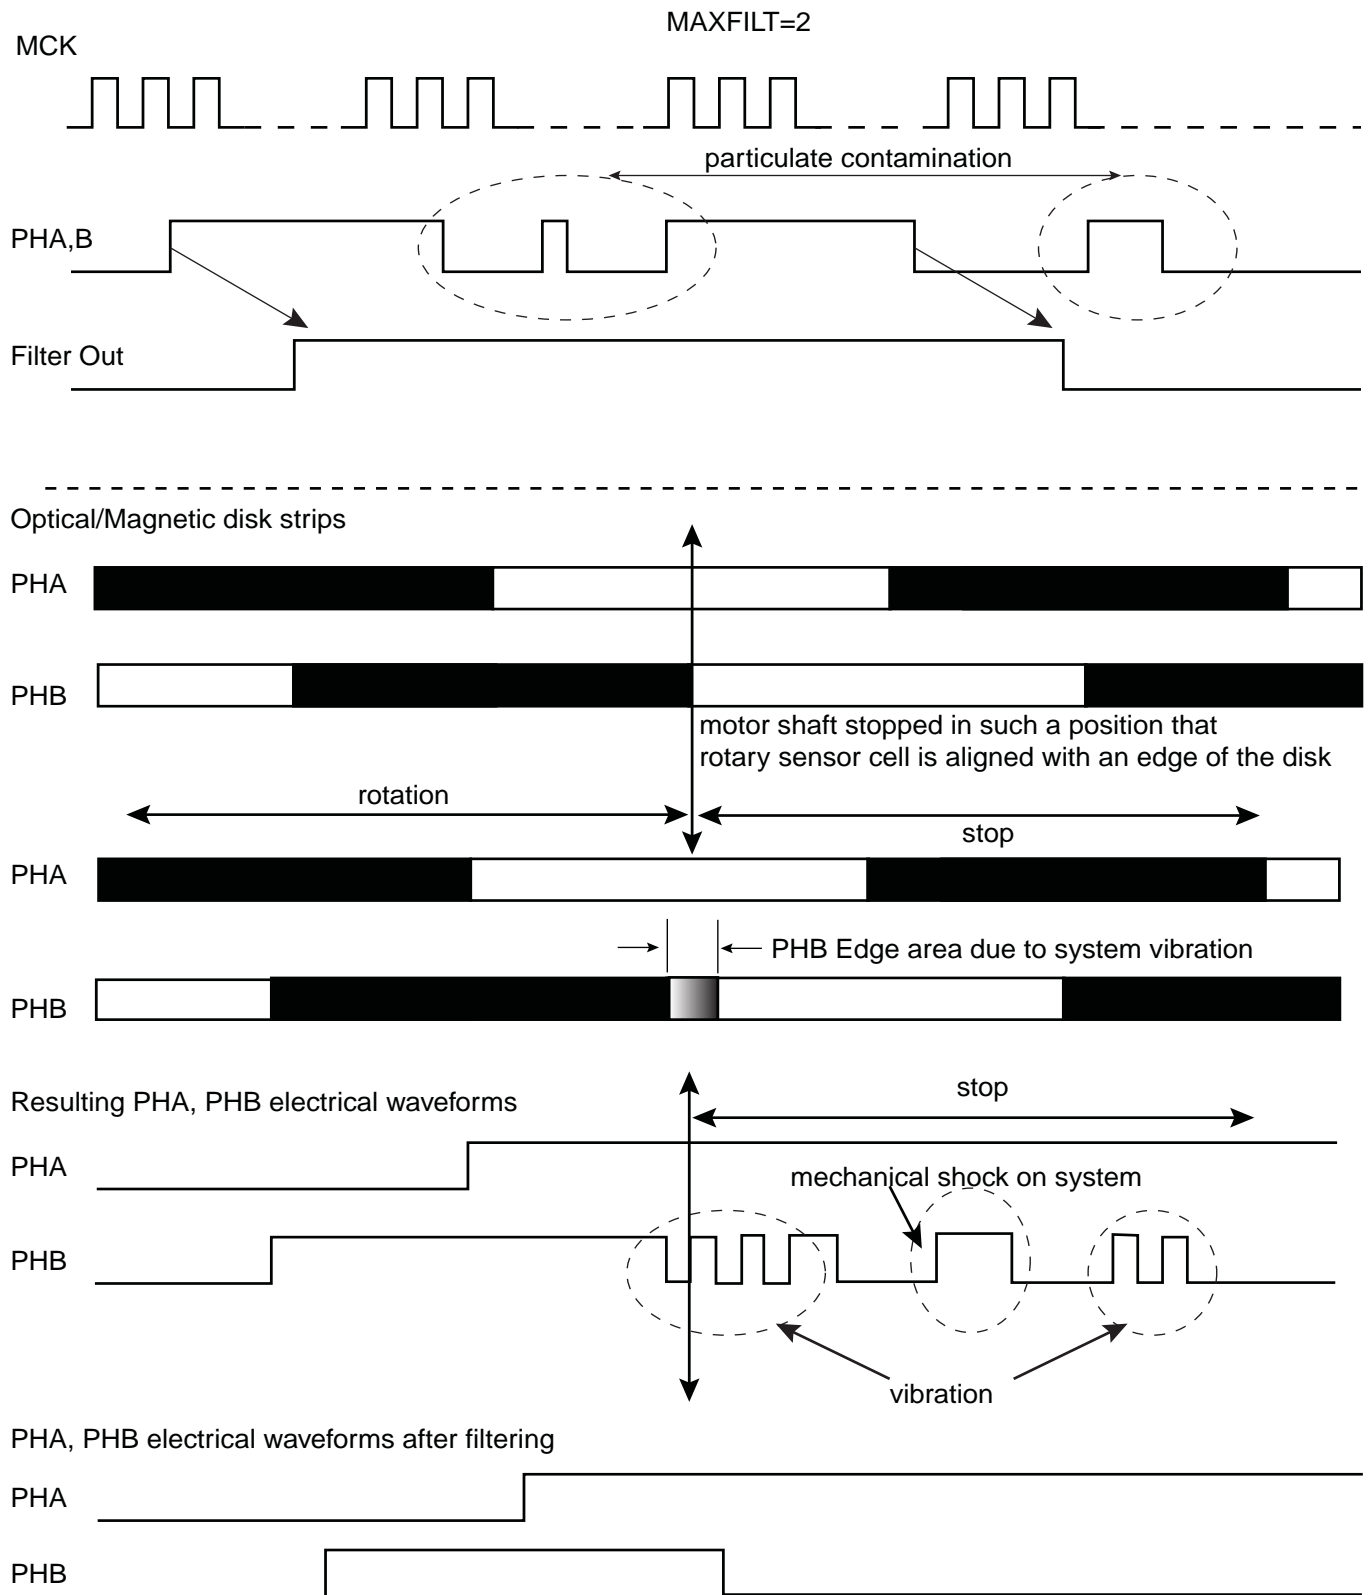 MAXFILT=2
MCK
particulate contamination
PHA,B
Filter Out
Optical/Magnetic disk strips
PHA
PHB
motor shaft stopped in such a position that
rotary sensor cell is aligned with an edge of the disk
rotation
stop
PHA
PHB Edge area due to system vibration
PHB
Resulting PHA, PHB electrical waveforms
stop
PHA
mechanical shock on system
PHB
vibration
PHA, PHB electrical waveforms after filtering
PHA
PHB